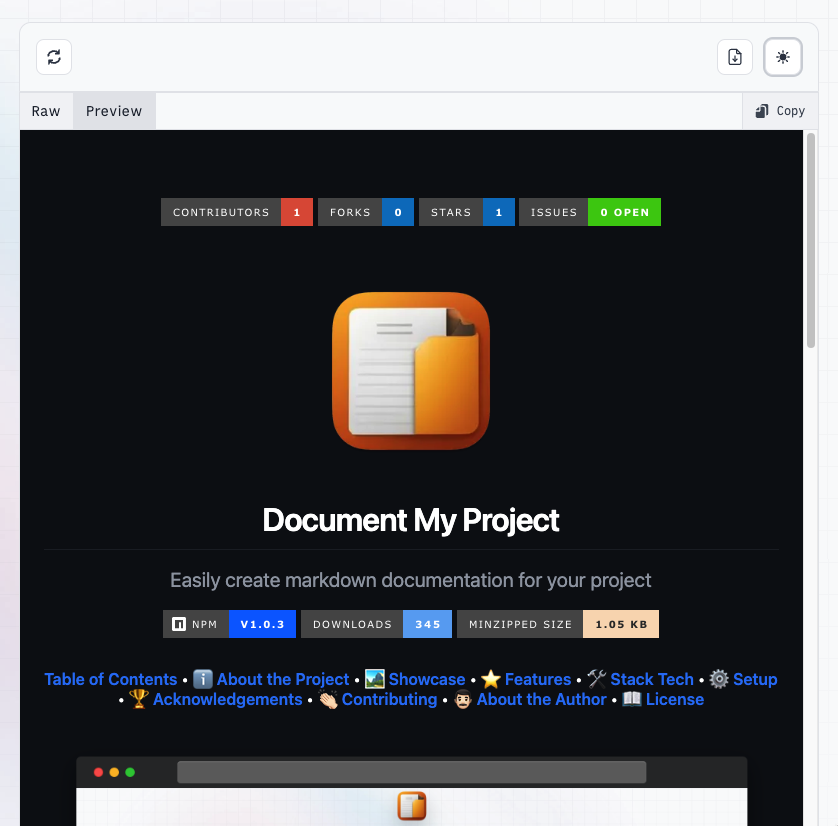 Raw Preview Copy
CONTRIBUTORS 1 FORKS 0 STARS 1 ISSUES 0 OPEN
Document My Project
Easily create markdown documentation for your project
NPM V1.0.3 DOWNLOADS 345 MINZIPPED SIZE 1.05 KB
Table of Contents • ℹ️ About the Project • 🏞️ Showcase • ⭐ Features • 🛠️ Stack Tech • ⚙️ Setup
• 🏆 Acknowledgements • 👏🏻 Contributing • 👨🏻 About the Author • 📖 License